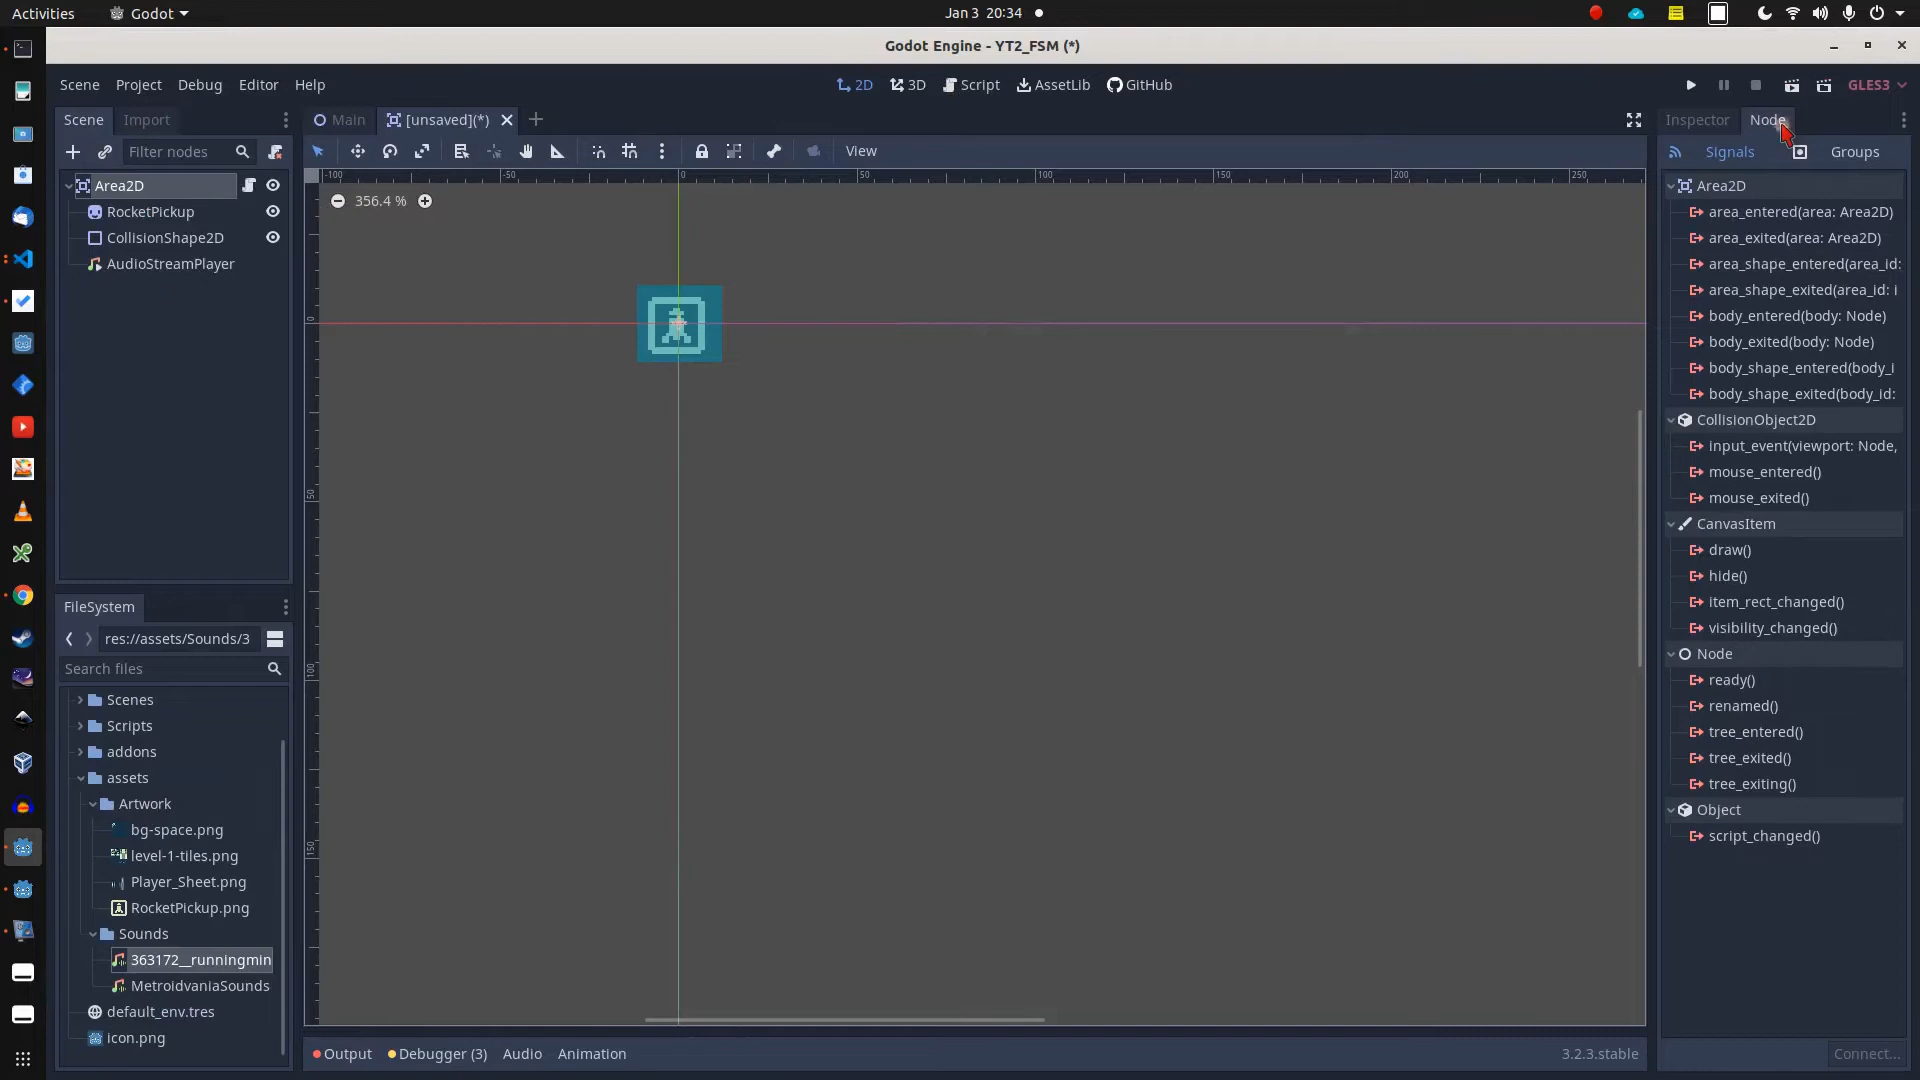 Activities
Godot
Jan 3 20:34
Godot Engine - YT2_FSM (*)
Scene Project Debug Editor Help
2D 3D Script AssetLib GitHub
GLES3
Scene Import
Main [unsaved](*)
Inspector Node
Filter nodes
View
Signals Groups
Area2D
RocketPickup
CollisionShape2D
AudioStreamPlayer
-100 -50 0 50 100 150 200 250
356.4 %
0
50
100
150
Area2D
area_entered(area: Area2D)
area_exited(area: Area2D)
area_shape_entered(area_id:
area_shape_exited(area_id: i
body_entered(body: Node)
body_exited(body: Node)
body_shape_entered(body_i
body_shape_exited(body_id:
CollisionObject2D
input_event(viewport: Node,
mouse_entered()
mouse_exited()
CanvasItem
draw()
hide()
item_rect_changed()
visibility_changed()
Node
ready()
renamed()
tree_entered()
tree_exited()
tree_exiting()
Object
script_changed()
Connect...
FileSystem
res://assets/Sounds/3
Search files
Scenes
Scripts
addons
assets
Artwork
bg-space.png
level-1-tiles.png
Player_Sheet.png
RocketPickup.png
Sounds
363172__runningmin
MetroidvaniaSounds
default_env.tres
icon.png
Output Debugger (3) Audio Animation
3.2.3.stable